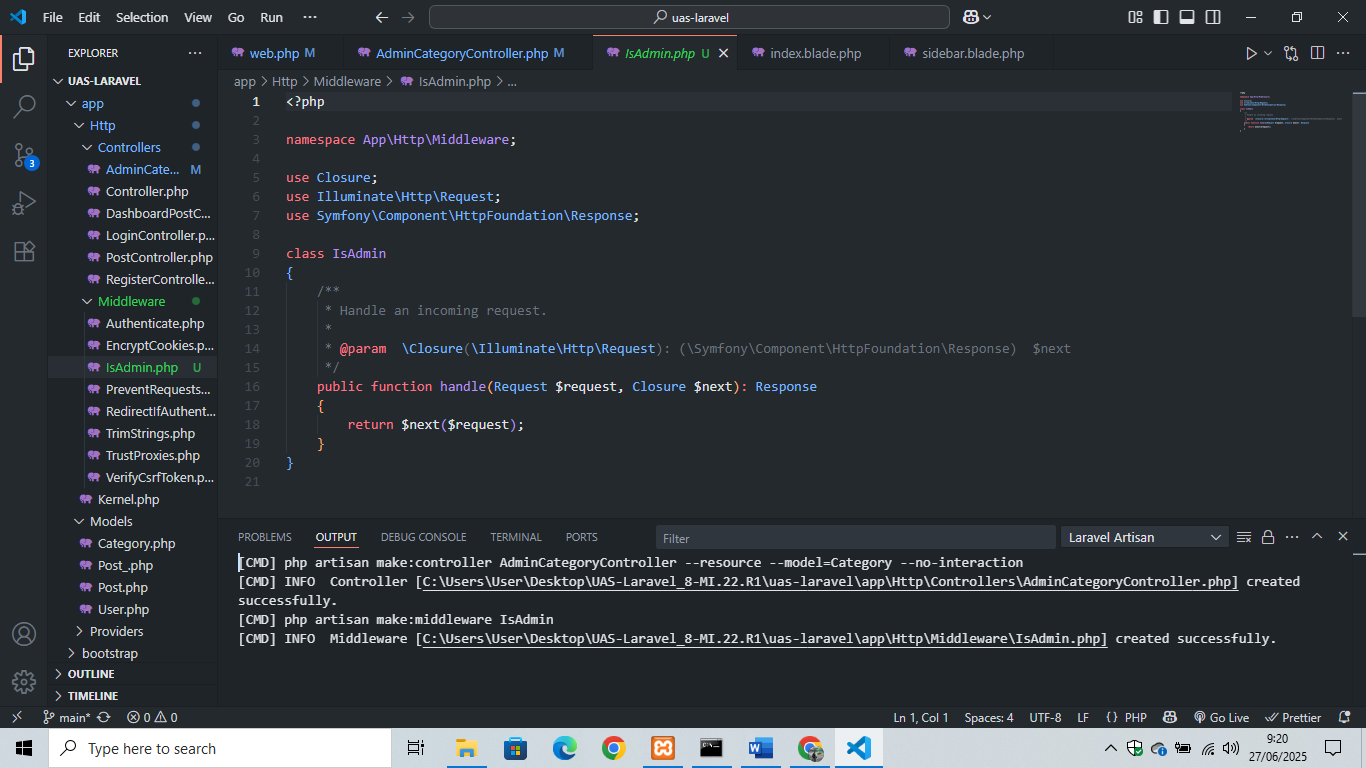 File Edit Selection View Go Run ··· uas-laravel
EXPLORER ···
UAS-LARAVEL
app
Http
Controllers
AdminCate... M
Controller.php
DashboardPostC...
LoginController.p...
PostController.php
RegisterControlle...
Middleware
Authenticate.php
EncryptCookies.p...
IsAdmin.php U
PreventRequests...
RedirectIfAuthent...
TrimStrings.php
TrustProxies.php
VerifyCsrfToken.p...
Kernel.php
Models
Category.php
Post_.php
Post.php
User.php
Providers
bootstrap
OUTLINE
TIMELINE
web.php M AdminCategoryController.php M IsAdmin.php U index.blade.php sidebar.blade.php
app > Http > Middleware > IsAdmin.php > ...
1 <?php
2
3 namespace App\Http\Middleware;
4
5 use Closure;
6 use Illuminate\Http\Request;
7 use Symfony\Component\HttpFoundation\Response;
8
9 class IsAdmin
10 {
11 /**
12 * Handle an incoming request.
13 *
14 * @param  \Closure(\Illuminate\Http\Request): (\Symfony\Component\HttpFoundation\Response)  $next
15 */
16 public function handle(Request $request, Closure $next): Response
17 {
18 return $next($request);
19 }
20 }
21
PROBLEMS OUTPUT DEBUG CONSOLE TERMINAL PORTS Filter Laravel Artisan
[CMD] php artisan make:controller AdminCategoryController --resource --model=Category --no-interaction
[CMD] INFO  Controller [C:\Users\User\Desktop\UAS-Laravel_8-MI.22.R1\uas-laravel\app\Http\Controllers\AdminCategoryController.php] created
successfully.
[CMD] php artisan make:middleware IsAdmin
[CMD] INFO  Middleware [C:\Users\User\Desktop\UAS-Laravel_8-MI.22.R1\uas-laravel\app\Http\Middleware\IsAdmin.php] created successfully.
main* 0 0 Ln 1, Col 1 Spaces: 4 UTF-8 LF {} PHP Go Live Prettier
Type here to search
9:20
27/06/2025